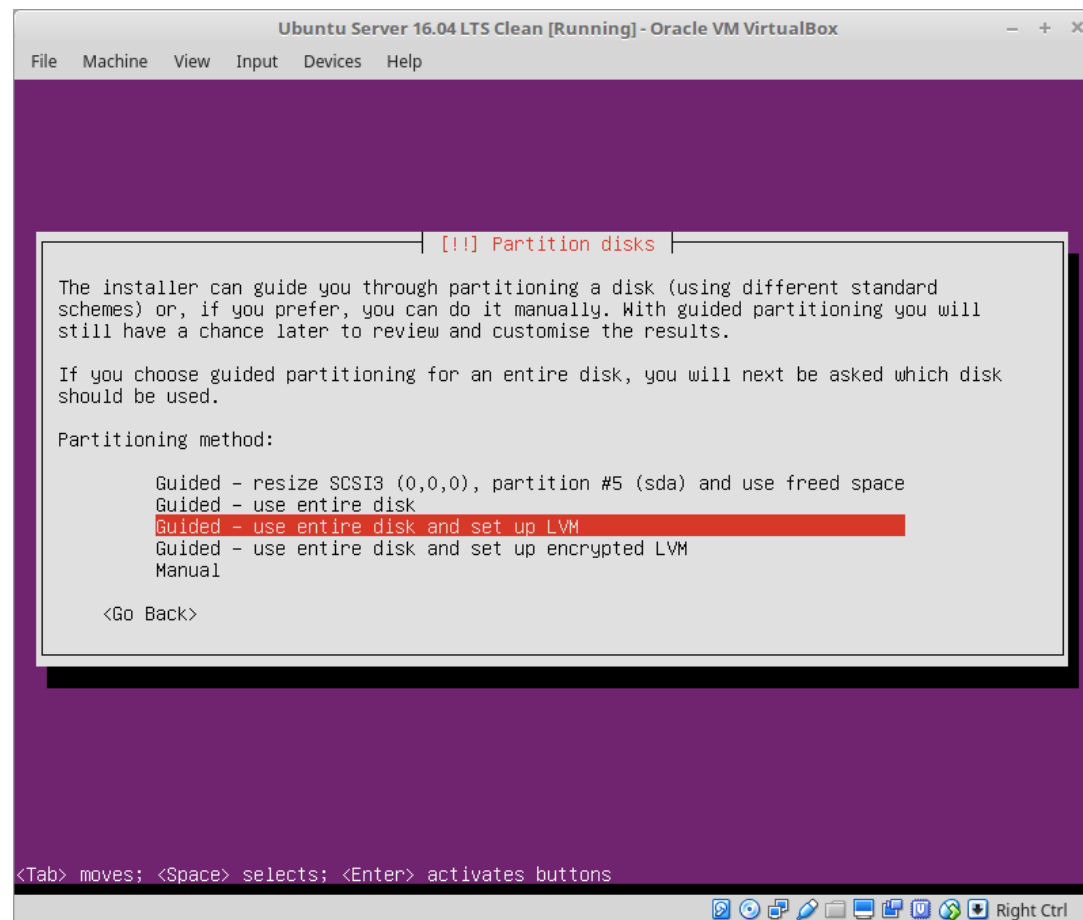 Ubuntu Server 16.04 LTS Clean [Running] - Oracle VM VirtualBox
File Machine View Input Devices Help
[!!] Partition disks
The installer can guide you through partitioning a disk (using different standard
schemes) or, if you prefer, you can do it manually. With guided partitioning you will
still have a chance later to review and customise the results.
If you choose guided partitioning for an entire disk, you will next be asked which disk
should be used.
Partitioning method:
Guided – resize SCSI3 (0,0,0), partition #5 (sda) and use freed space
Guided – use entire disk
Guided – use entire disk and set up LVM
Guided – use entire disk and set up encrypted LVM
Manual
<Go Back>
<Tab> moves; <Space> selects; <Enter> activates buttons
Right Ctrl